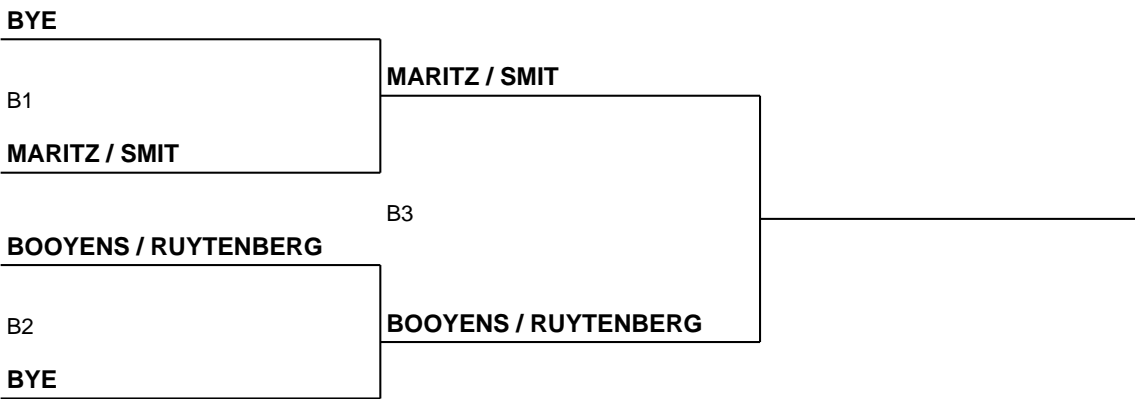 BYE
MARITZ / SMIT
B1
MARITZ / SMIT
B3
BOOYENS / RUYTENBERG
B2
BOOYENS / RUYTENBERG
BYE